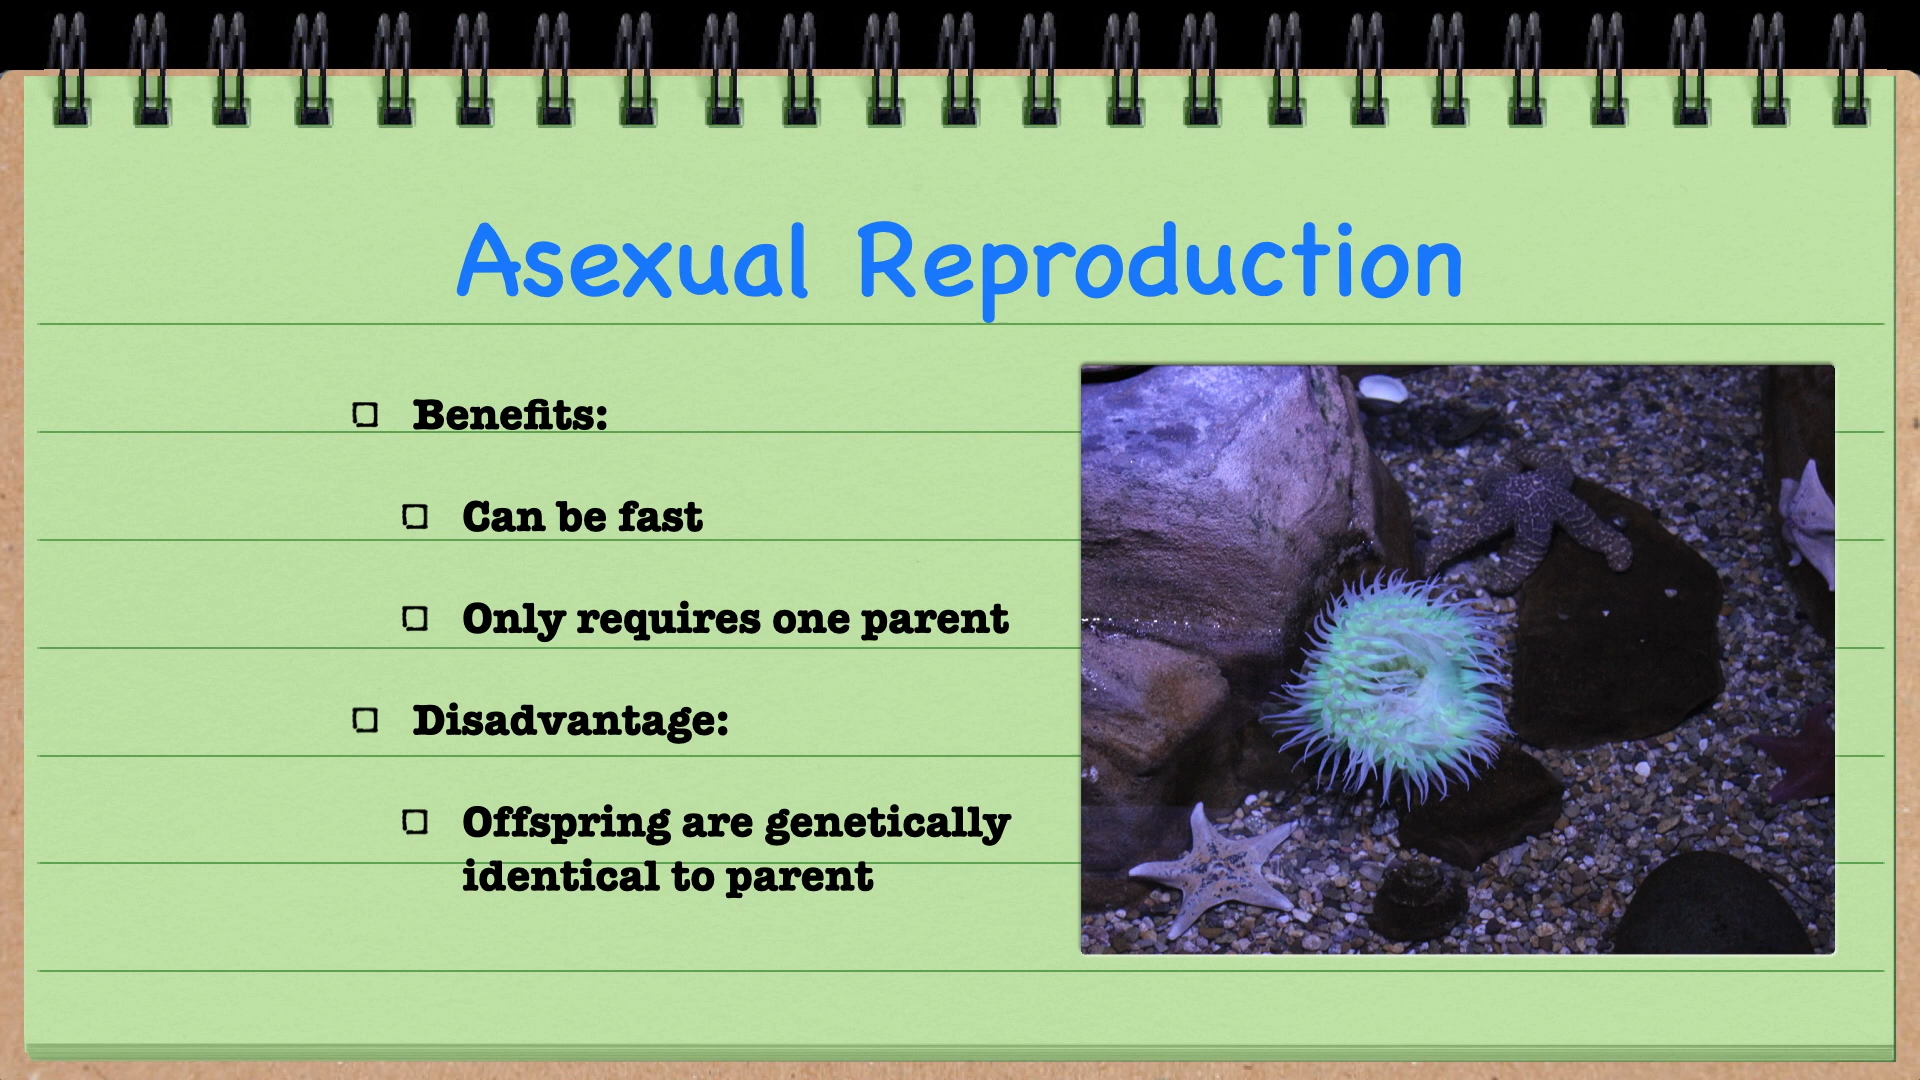 Asexual Reproduction
Benefits:
Can be fast
Only requires one parent
Disadvantage:
Offspring are genetically
identical to parent